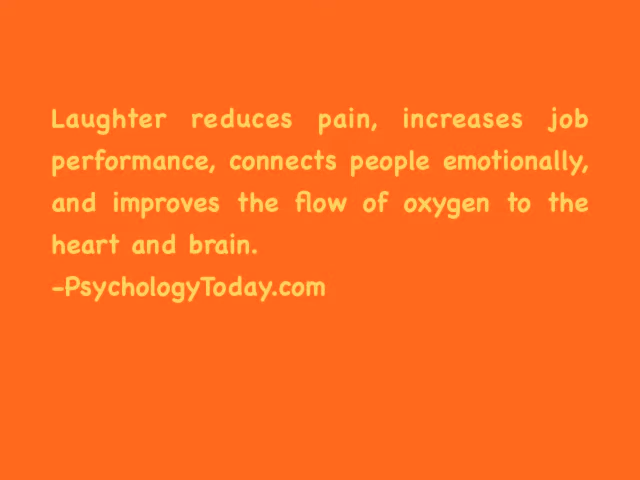 Laughter reduces pain, increases job
performance, connects people emotionally,
and improves the flow of oxygen to the
heart and brain.
-PsychologyToday.com